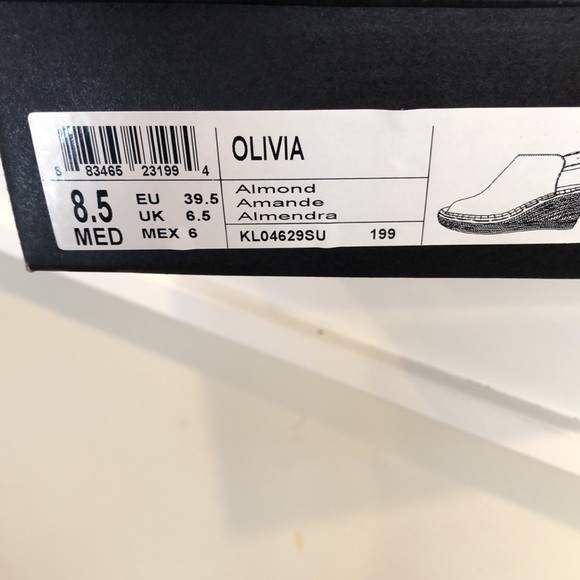 8 83465 23199 4
OLIVIA
8.5 MED
EU 39.5
UK 6.5
MEX 6
Almond
Amande
Almendra
KL04629SU 199